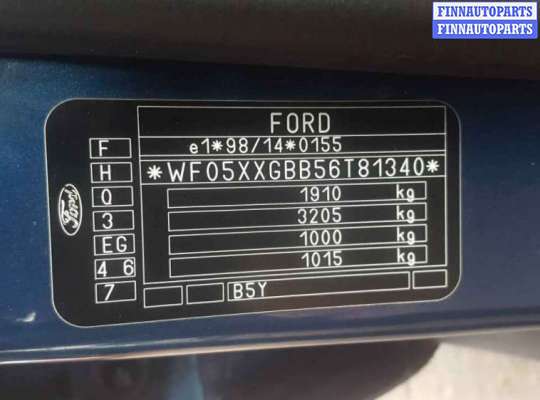 FINNAUTOPARTS
FINNAUTOPARTS
FORD
F e1*98/14*0155
H *WF05XXGBB56T81340*
Q 1910 kg
3 3205 kg
EG 1000 kg
4 6 1015 kg
7 B5Y
Ford